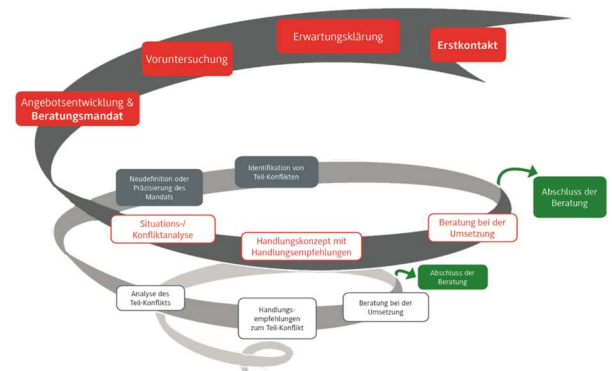 Erstkontakt
Erwartungsklärung
Voruntersuchung
Angebotsentwicklung &
Beratungsmandat
Situations-/
Konfliktanalyse
Handlungskonzept mit
Handlungsempfehlungen
Beratung bei der
Umsetzung
Abschluss der
Beratung
Identifikation von
Teil-Konflikten
Neudefinition oder
Präzisierung des
Mandats
Analyse des
Teil-Konflikts
Handlungs-
empfehlungen
zum Teil-Konflikt
Beratung bei der
Umsetzung
Abschluss der
Beratung